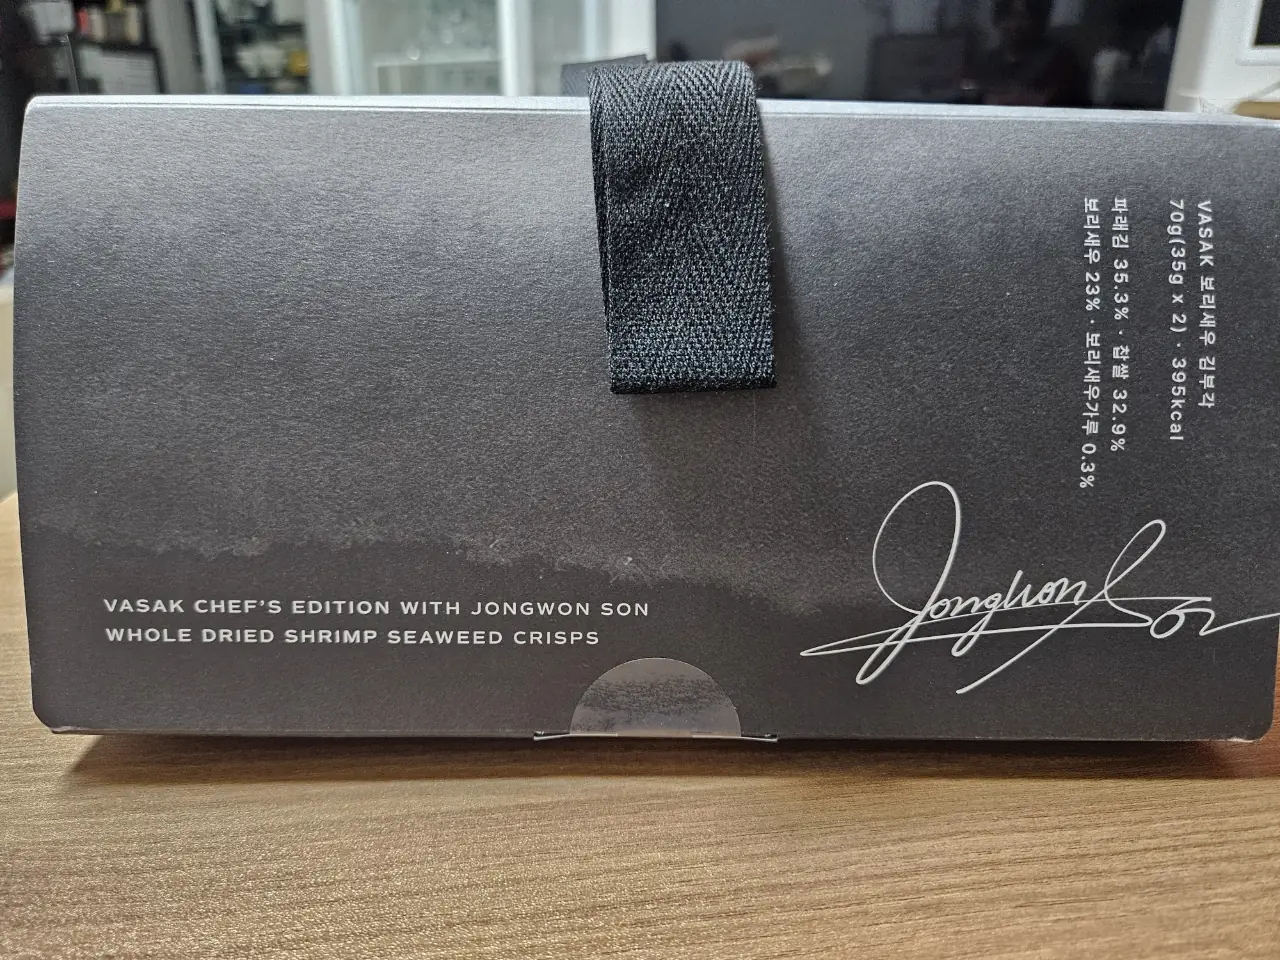 VASAK 보리새우 김부각
70g(35g x 2) · 395kcal
파래김 35.3% · 찹쌀 32.9%
보리새우 23% · 보리새우가루 0.3%
Jongwon Son
VASAK CHEF'S EDITION WITH JONGWON SON
WHOLE DRIED SHRIMP SEAWEED CRISPS